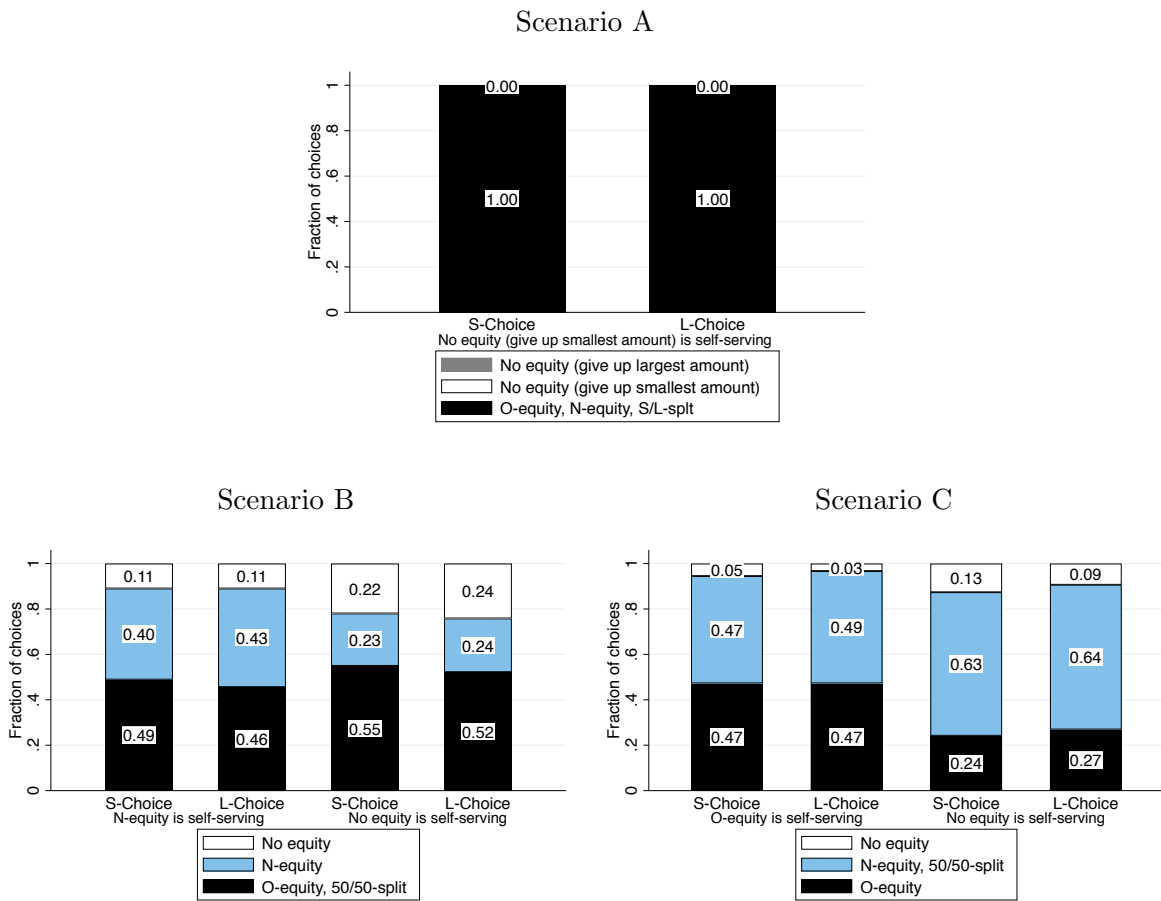 Scenario A
Fraction of choices
0
.2
.4
.6
.8
1
0.00
0.00
1.00
1.00
S-Choice
L-Choice
No equity (give up smallest amount) is self-serving
No equity (give up largest amount)
No equity (give up smallest amount)
O-equity, N-equity, S/L-splt
Scenario B
Fraction of choices
0
.2
.4
.6
.8
1
0.11
0.11
0.22
0.24
0.40
0.43
0.23
0.24
0.49
0.46
0.55
0.52
S-Choice
L-Choice
S-Choice
L-Choice
N-equity is self-serving
No equity is self-serving
No equity
N-equity
O-equity, 50/50-split
Scenario C
Fraction of choices
0
.2
.4
.6
.8
1
0.05
0.03
0.13
0.09
0.47
0.49
0.63
0.64
0.47
0.47
0.24
0.27
S-Choice
L-Choice
S-Choice
L-Choice
O-equity is self-serving
No equity is self-serving
No equity
N-equity, 50/50-split
O-equity